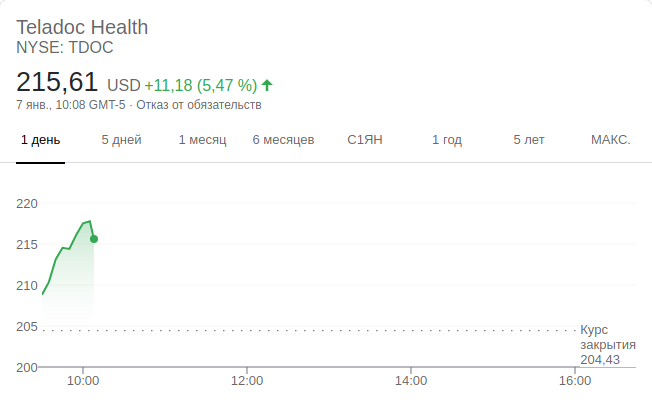 Teladoc Health
NYSE: TDOC
215,61 USD +11,18 (5,47 %)
7 янв., 10:08 GMT-5 · Отказ от обязательств
1 день 5 дней 1 месяц 6 месяцев С1ЯН 1 год 5 лет МАКС.
220
215
210
205
200
Курс
закрытия
204,43
10:00 12:00 14:00 16:00